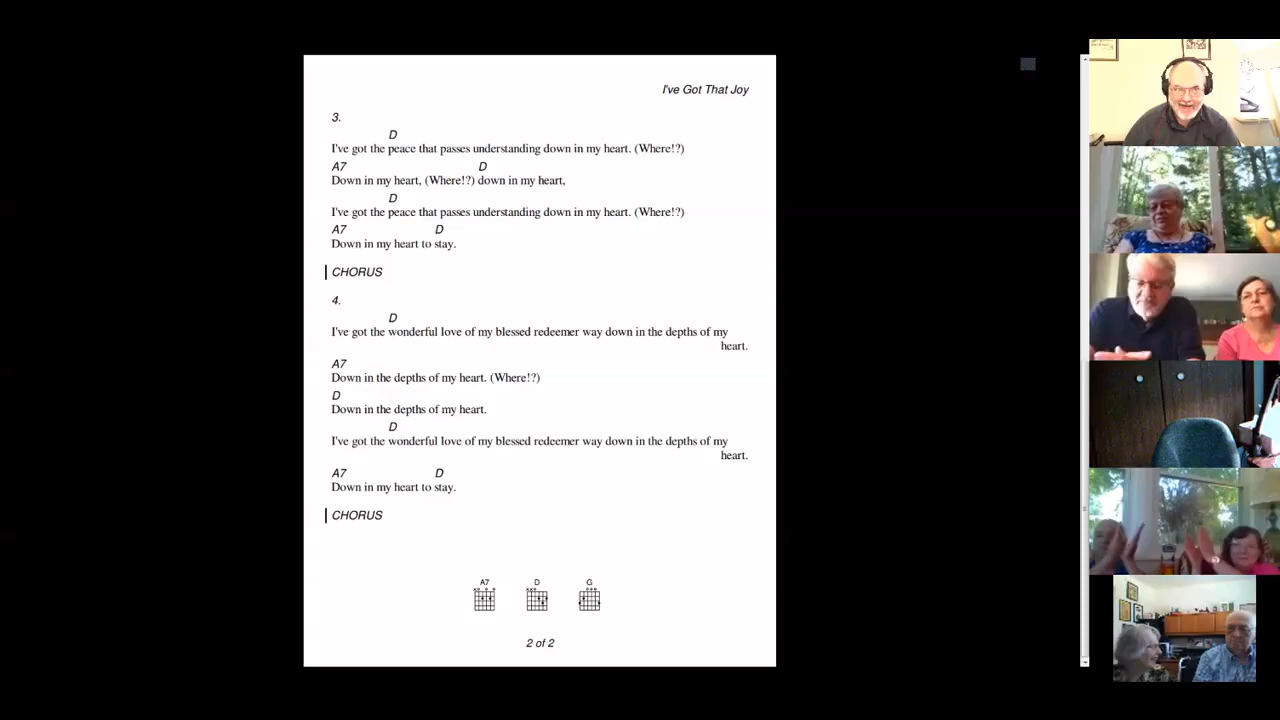 I've Got That Joy
3.
D
I've got the peace that passes understanding down in my heart. (Where!?)
A7 D
Down in my heart, (Where!?) down in my heart,
D
I've got the peace that passes understanding down in my heart. (Where!?)
A7 D
Down in my heart to stay.
CHORUS
4.
D
I've got the wonderful love of my blessed redeemer way down in the depths of my
heart.
A7
Down in the depths of my heart. (Where!?)
D
Down in the depths of my heart.
D
I've got the wonderful love of my blessed redeemer way down in the depths of my
heart.
A7 D
Down in my heart to stay.
CHORUS
A7 D G
2 of 2